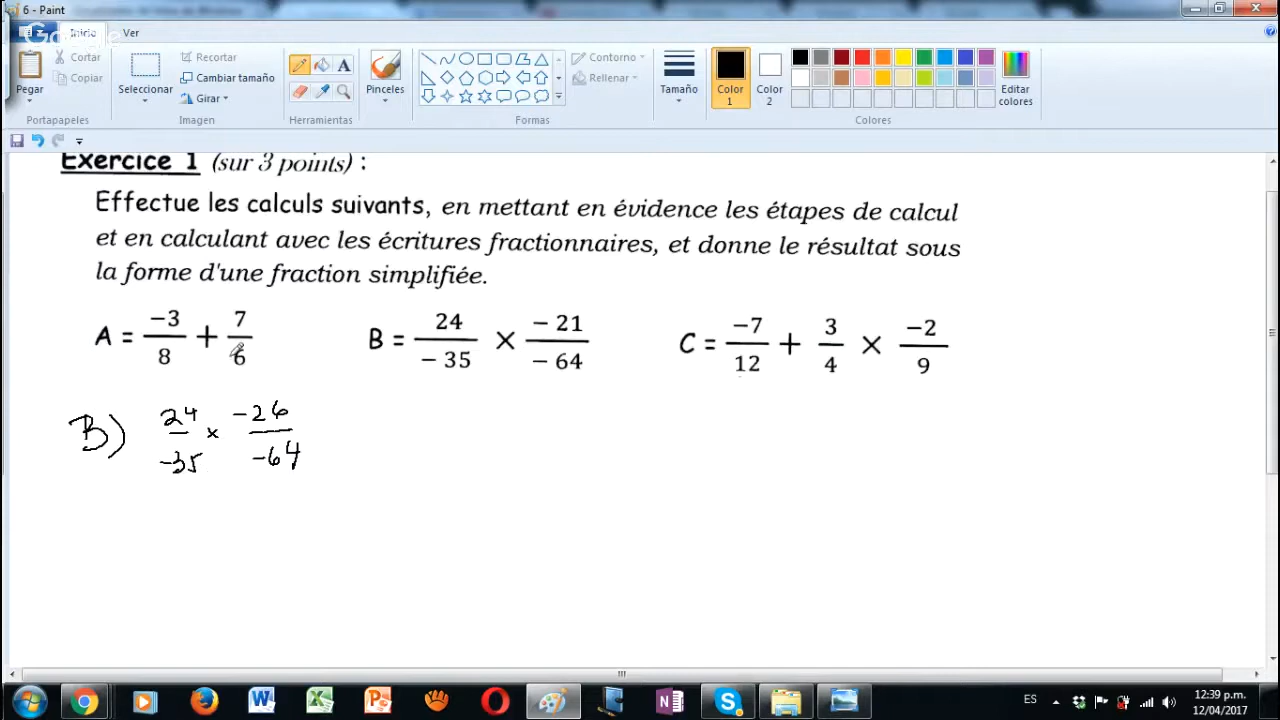 6 - Paint
Google
Inicio Ver
Pegar
Cortar
Copiar
Portapapeles
Seleccionar
Recortar
Cambiar tamaño
Girar
Imagen
A
Herramientas
Pinceles
Contorno
Rellenar
Formas
Tamaño
Color 1
Color 2
Editar colores
Colores
Exercice 1 (sur 3 points) :
Effectue les calculs suivants, en mettant en évidence les étapes de calcul
et en calculant avec les écritures fractionnaires, et donne le résultat sous
la forme d'une fraction simplifiée.
A = −3/8 + 7/6
B = 24/−35 × −21/−64
C = −7/12 + 3/4 × −2/9
B) 24/−35 × −26/−64
ES
12:39 p.m.
12/04/2017